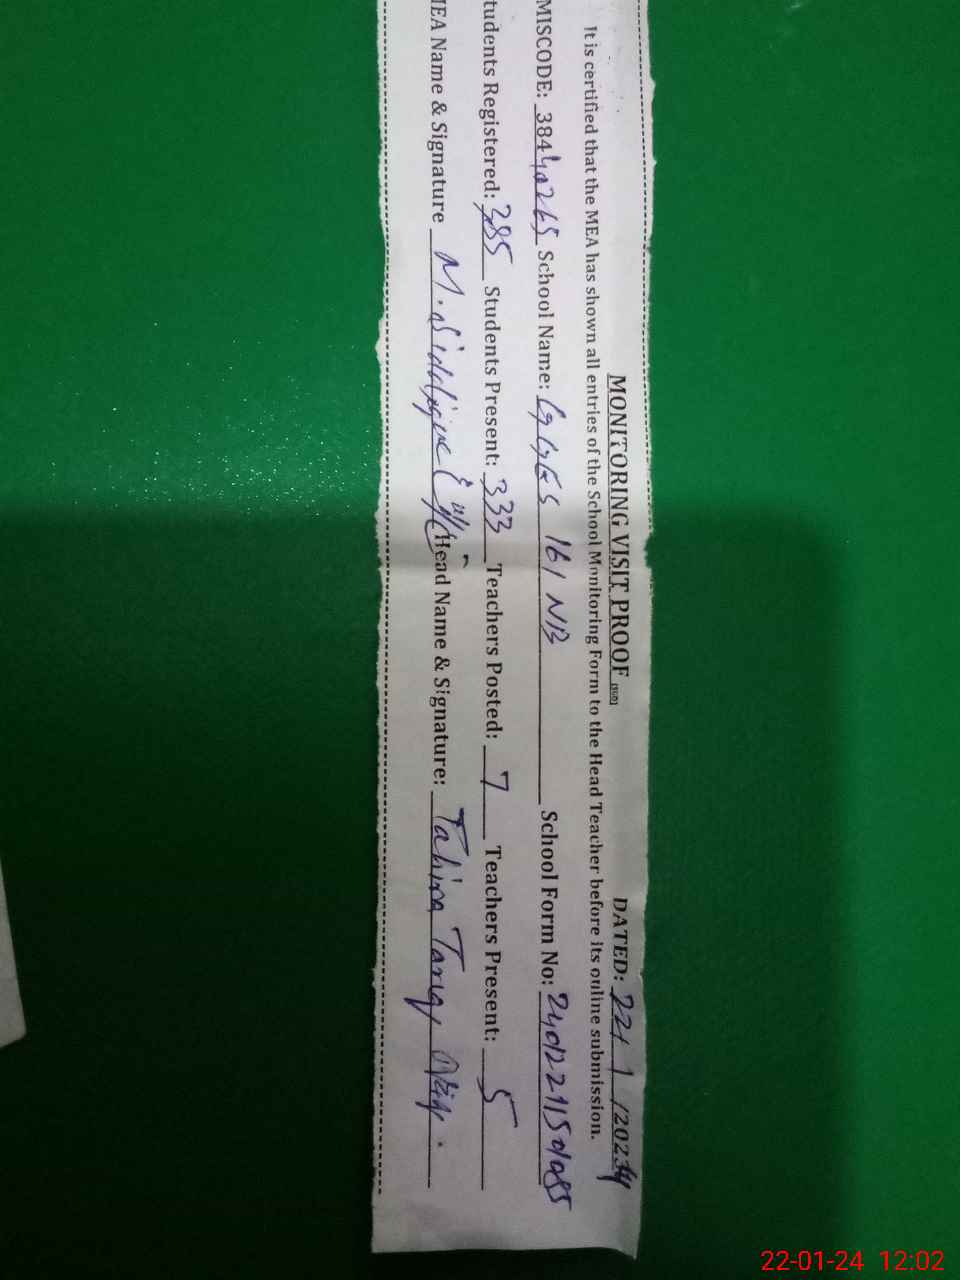 MONITORING VISIT PROOF DATED: 22/ 1 /2024
It is certified that the MEA has shown all entries of the School Monitoring Form to the Head Teacher before its online submission.
MISCODE: 38440265 School Name: GGES 161 NB School Form No:
tudents Registered: 385 Students Present: 333 Teachers Posted: 7 Teachers Present: 5
MEA Name & Signature M. Siddique Head Name & Signature: Tahira Tariq
22-01-24 12:02